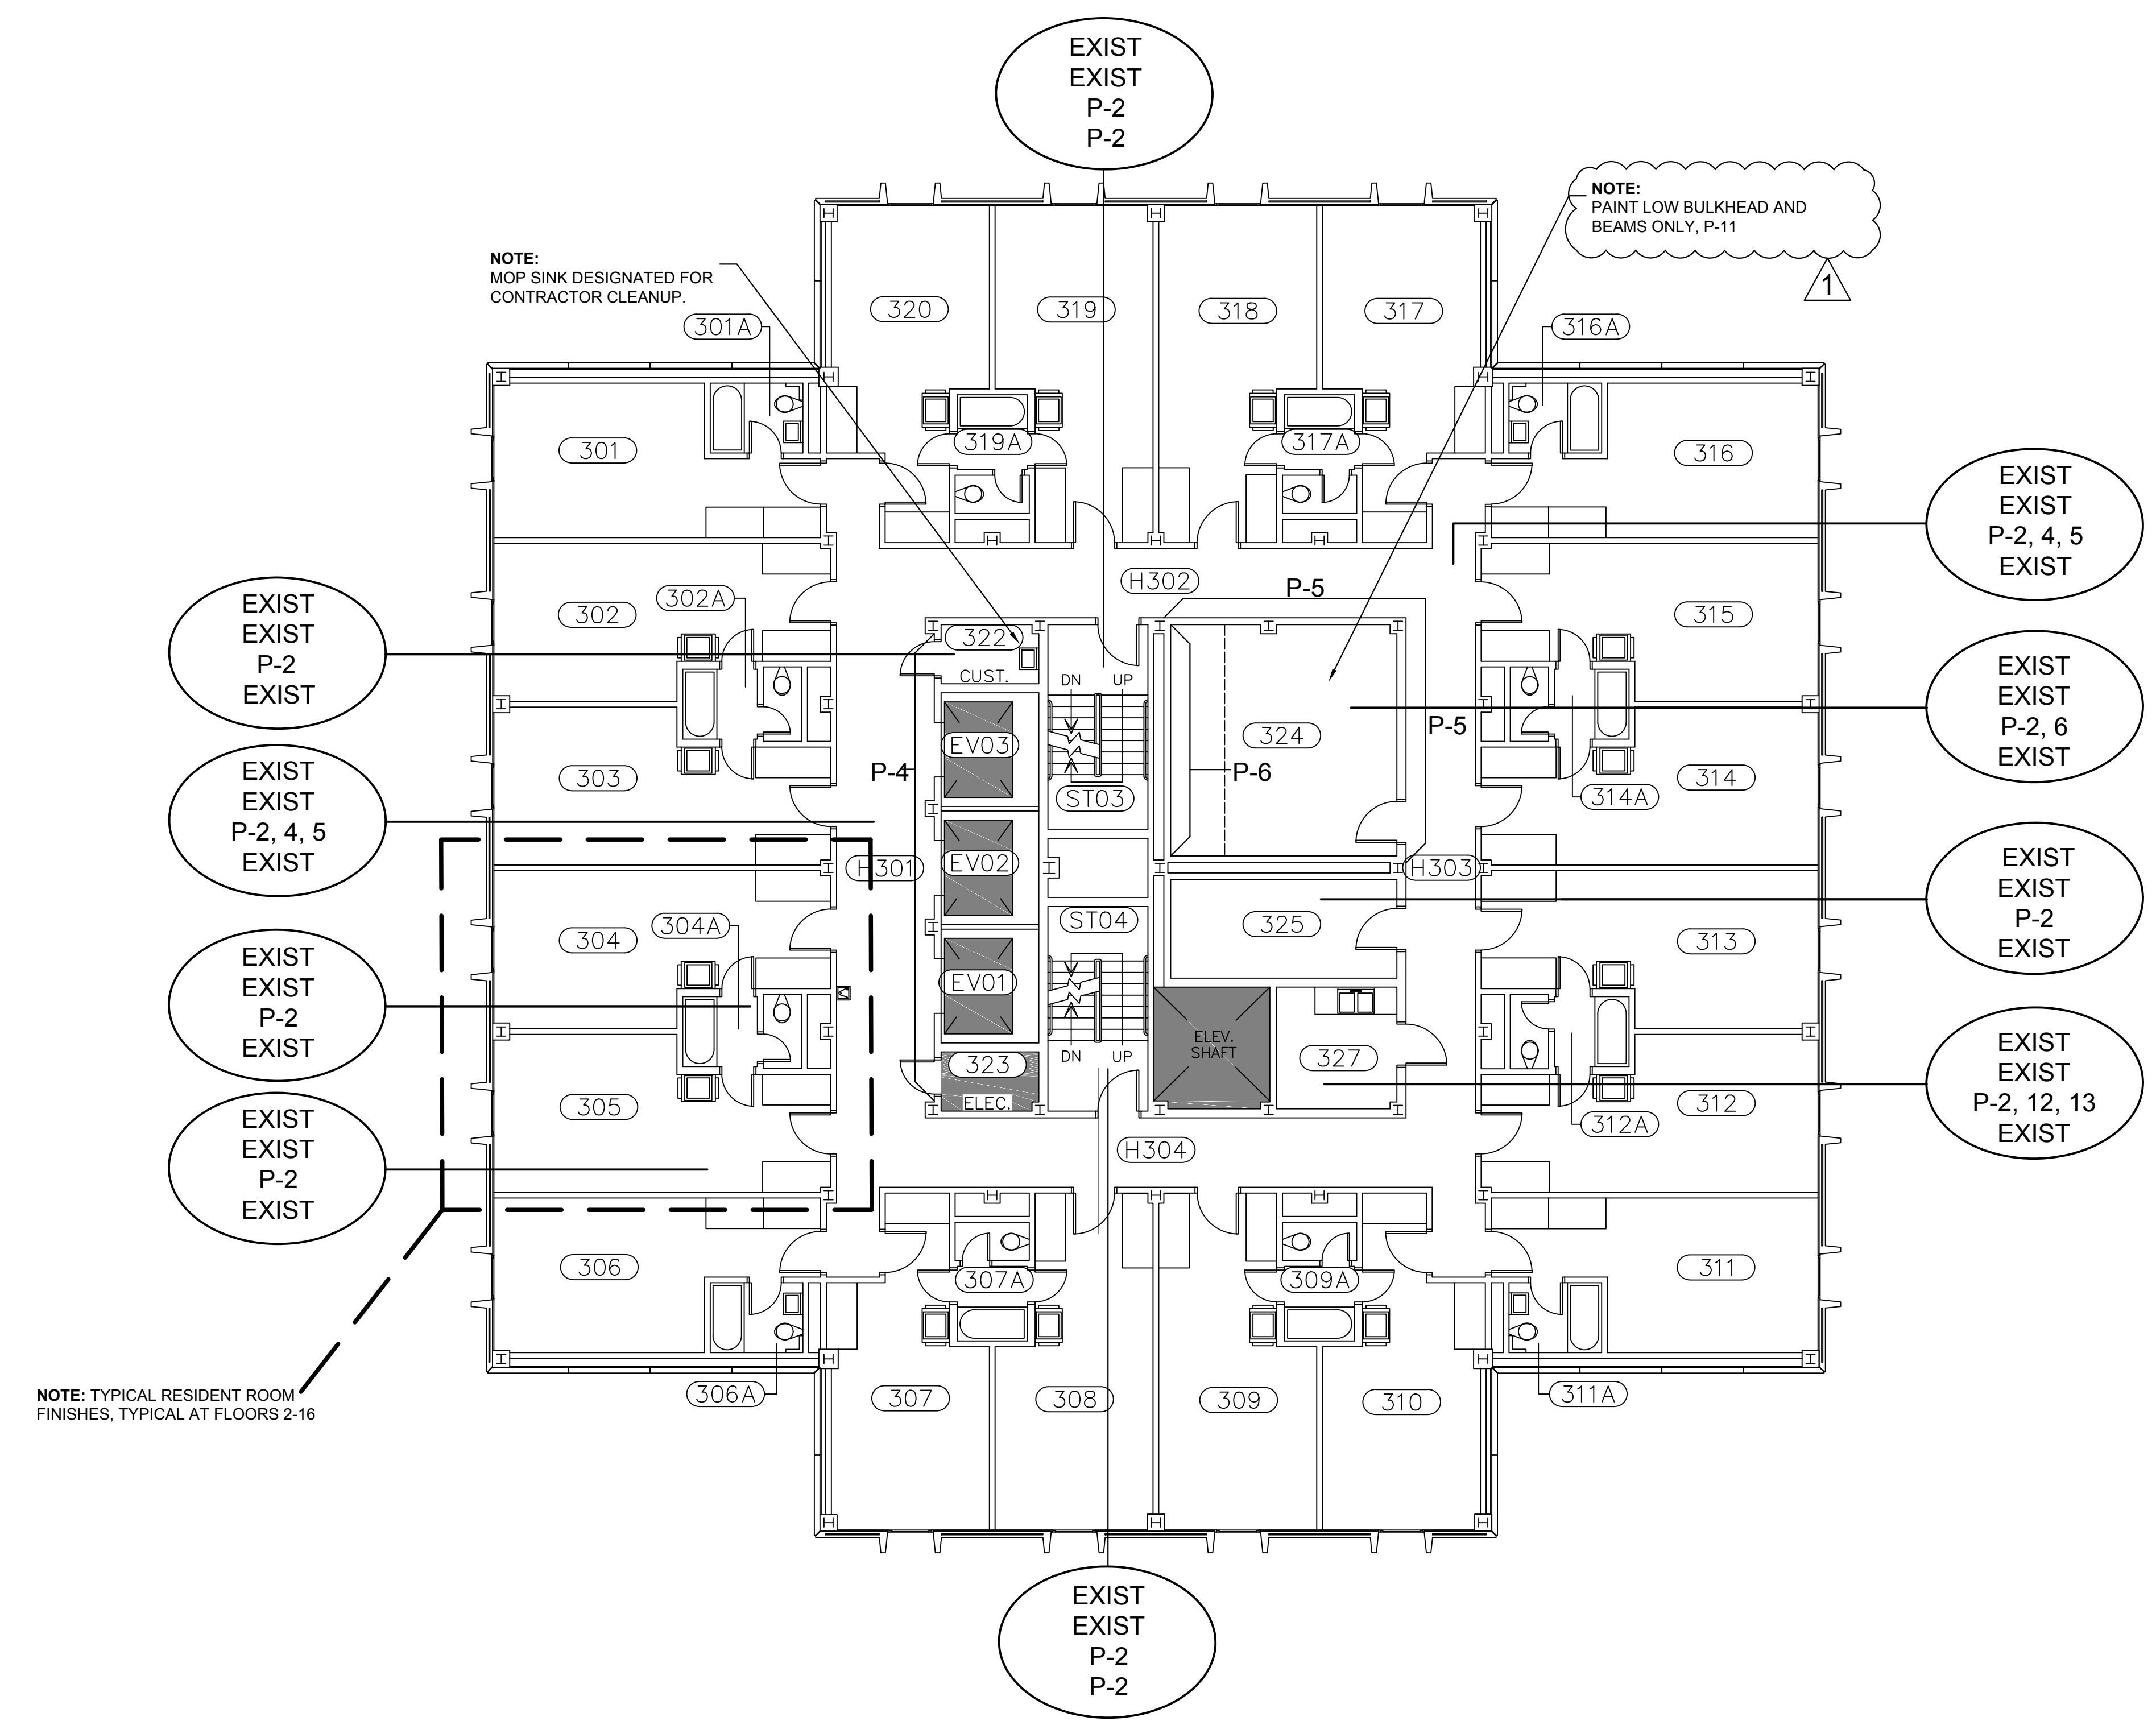 EXIST
EXIST
P-2
P-2
NOTE:
PAINT LOW BULKHEAD AND
BEAMS ONLY, P-11
1
NOTE:
MOP SINK DESIGNATED FOR
CONTRACTOR CLEANUP.
301A
320
319
318
317
316A
301
319A
317A
316
EXIST
EXIST
P-2, 4, 5
EXIST
H302
P-5
302
302A
315
EXIST
EXIST
P-2
EXIST
322
CUST.
DN
UP
EXIST
EXIST
P-2, 6
EXIST
324
P-5
EV03
P-4
P-6
303
ST03
314
314A
EXIST
EXIST
P-2, 4, 5
EXIST
H301
EV02
H303
EXIST
EXIST
P-2
EXIST
304
304A
ST04
325
313
EV01
EXIST
EXIST
P-2
EXIST
ELEV.
SHAFT
DN
UP
327
323
ELEC.
EXIST
EXIST
P-2, 12, 13
EXIST
305
312
312A
H304
EXIST
EXIST
P-2
EXIST
306
307A
309A
311
NOTE: TYPICAL RESIDENT ROOM
FINISHES, TYPICAL AT FLOORS 2-16
306A
307
308
309
310
311A
EXIST
EXIST
P-2
P-2